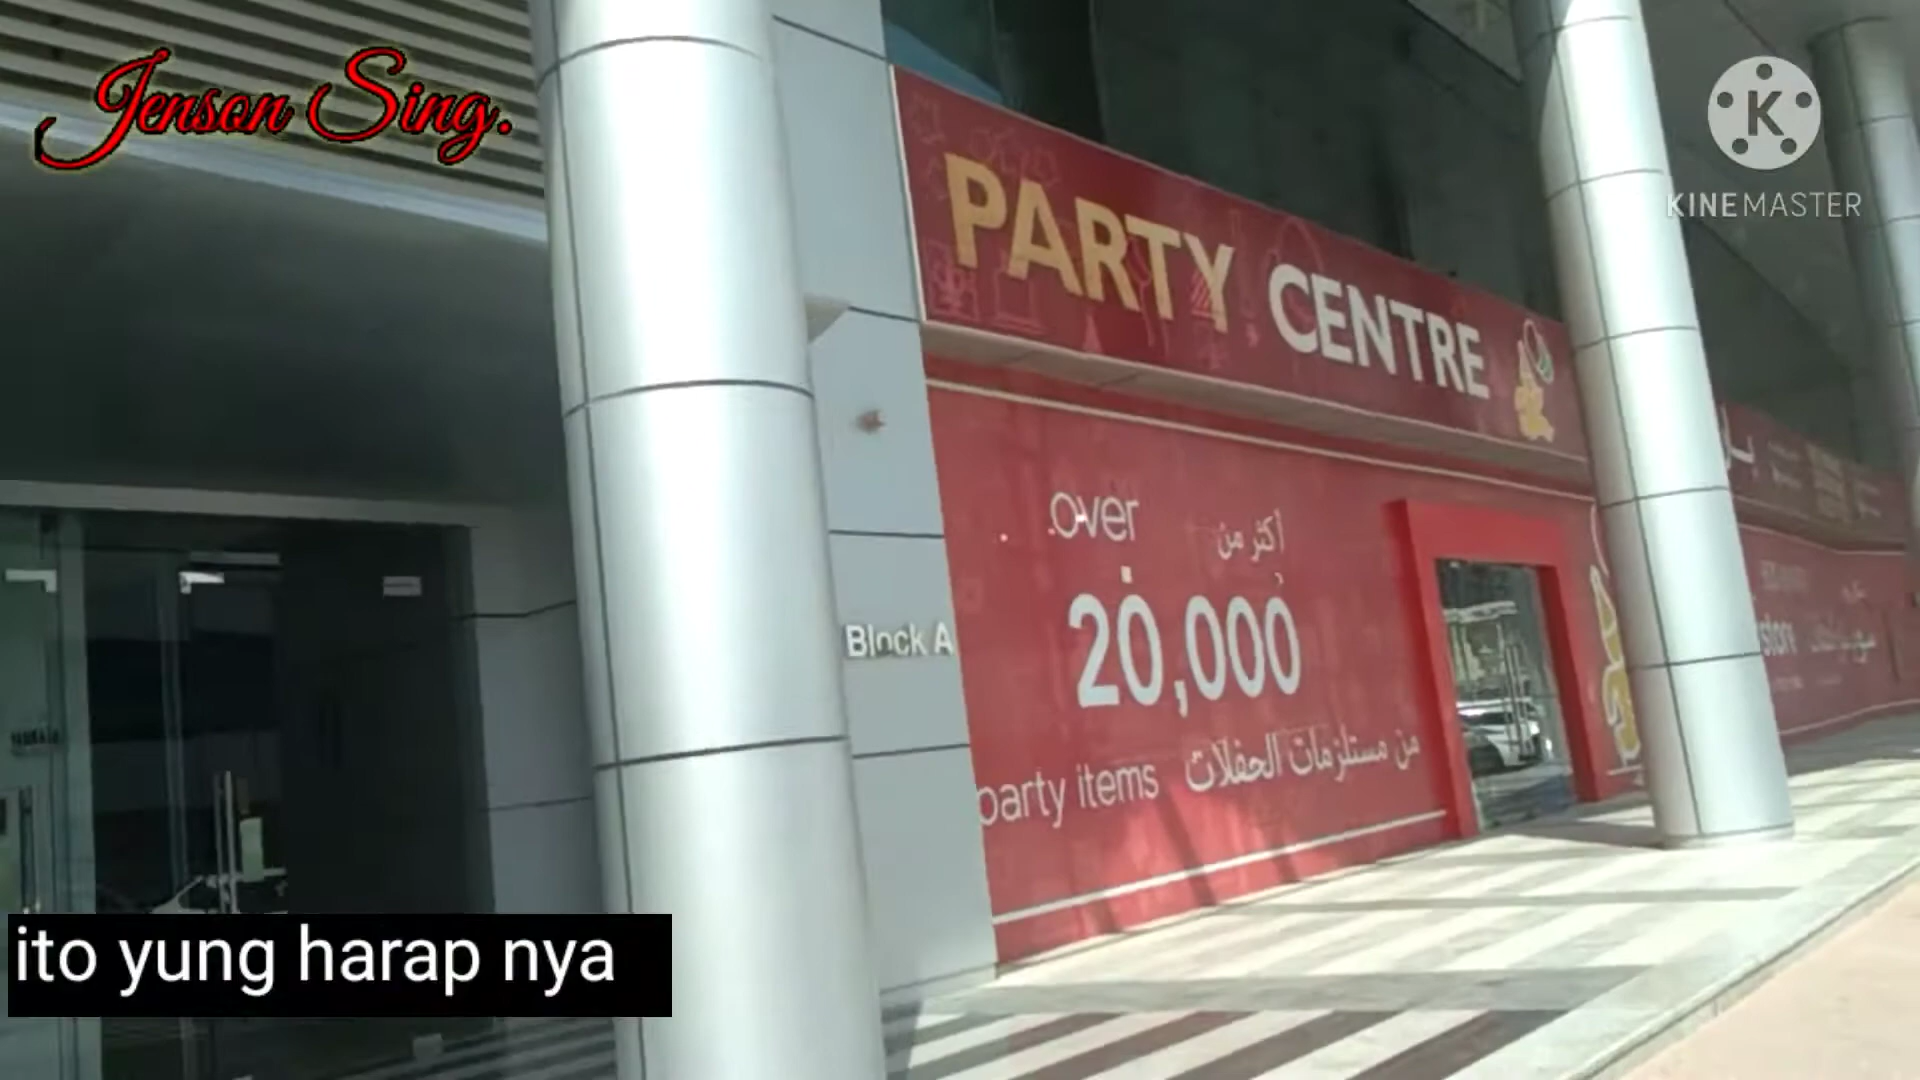 Jenson Sing.
K
KINEMASTER
PARTY CENTRE
over
أكثر من
20,000
party items
من مستلزمات الحفلات
Block A
ito yung harap nya